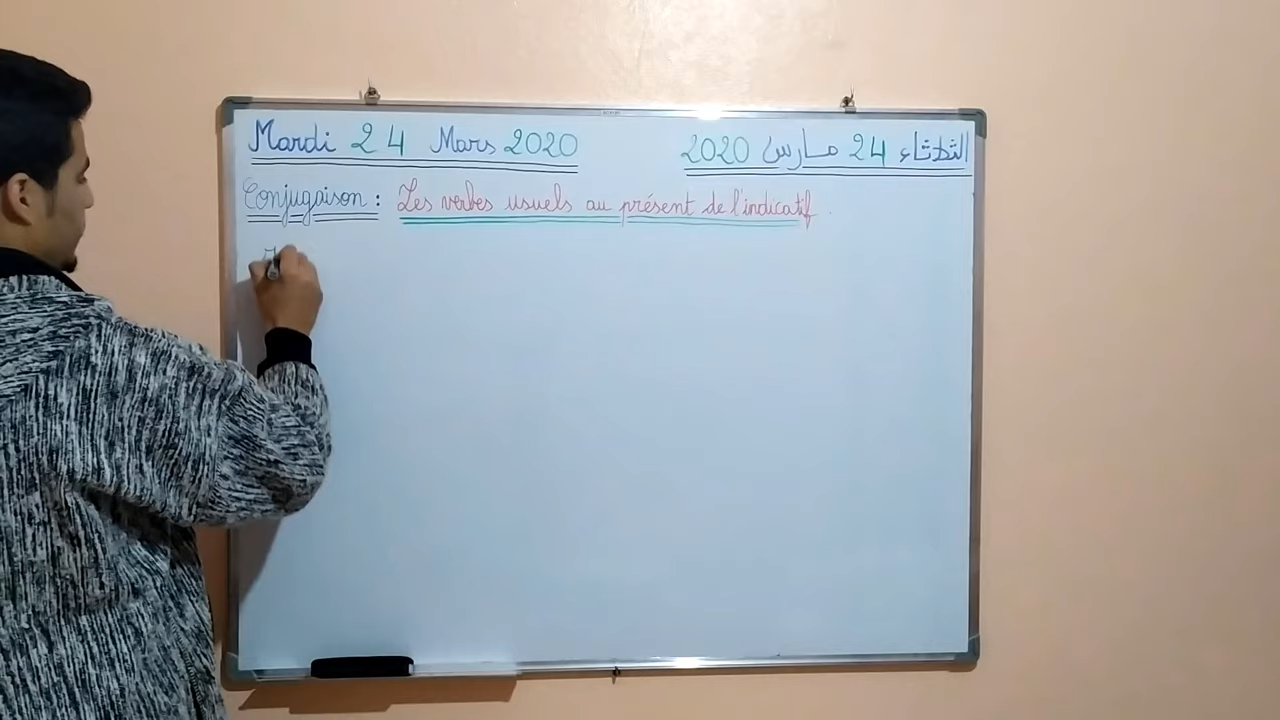 Mardi 24 Mars 2020
الثلاثاء 24 مارس 2020
Conjugaison : Les verbes usuels au présent de l'indicatif